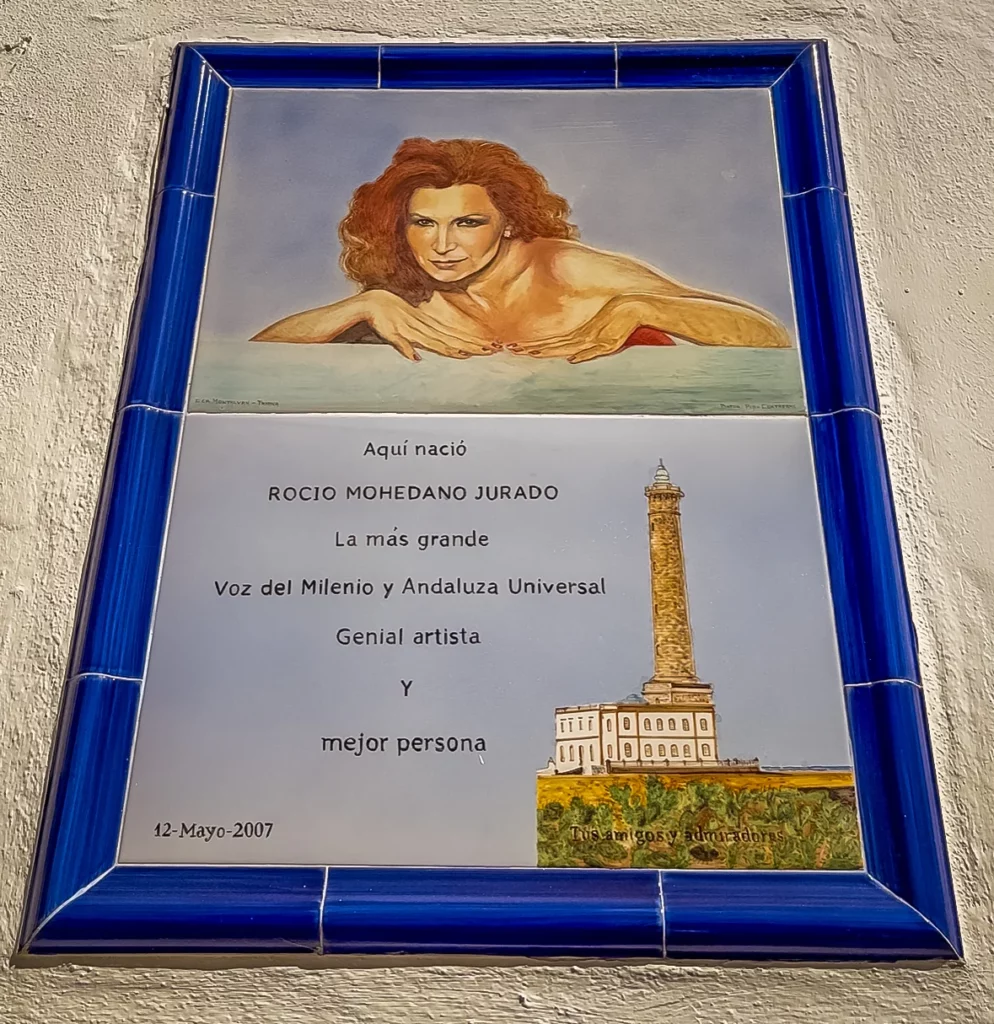 Aquí nació
ROCIO MOHEDANO JURADO
La más grande
Voz del Milenio y Andaluza Universal
Genial artista
Y
mejor persona
12-Mayo-2007
Tus amigos y admiradores